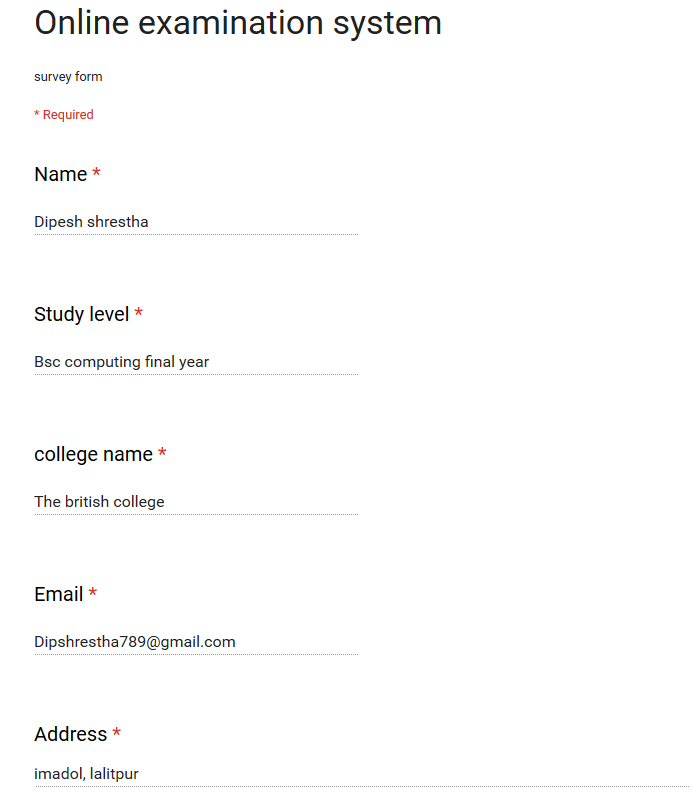 Online examination system
survey form
* Required
Name *
Dipesh shrestha
Study level *
Bsc computing final year
college name *
The british college
Email *
Dipshrestha789@gmail.com
Address *
imadol, lalitpur